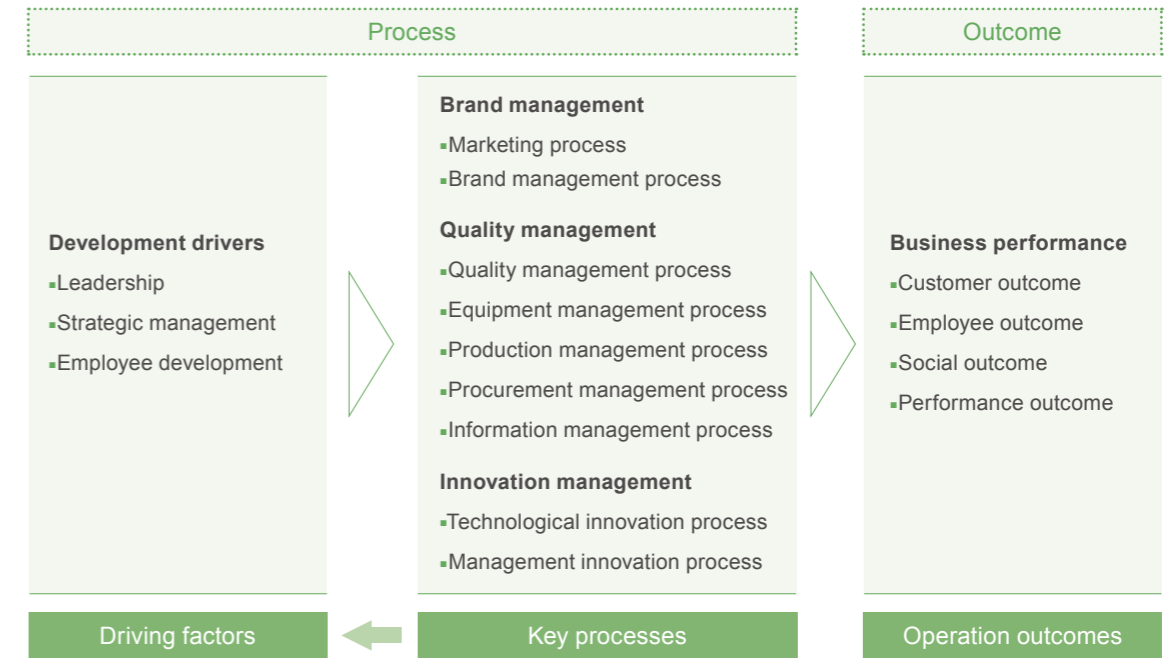 Process
Outcome
Development drivers
▪Leadership
▪Strategic management
▪Employee development
Brand management
▪Marketing process
▪Brand management process
Quality management
▪Quality management process
▪Equipment management process
▪Production management process
▪Procurement management process
▪Information management process
Innovation management
▪Technological innovation process
▪Management innovation process
Business performance
▪Customer outcome
▪Employee outcome
▪Social outcome
▪Performance outcome
Driving factors
Key processes
Operation outcomes